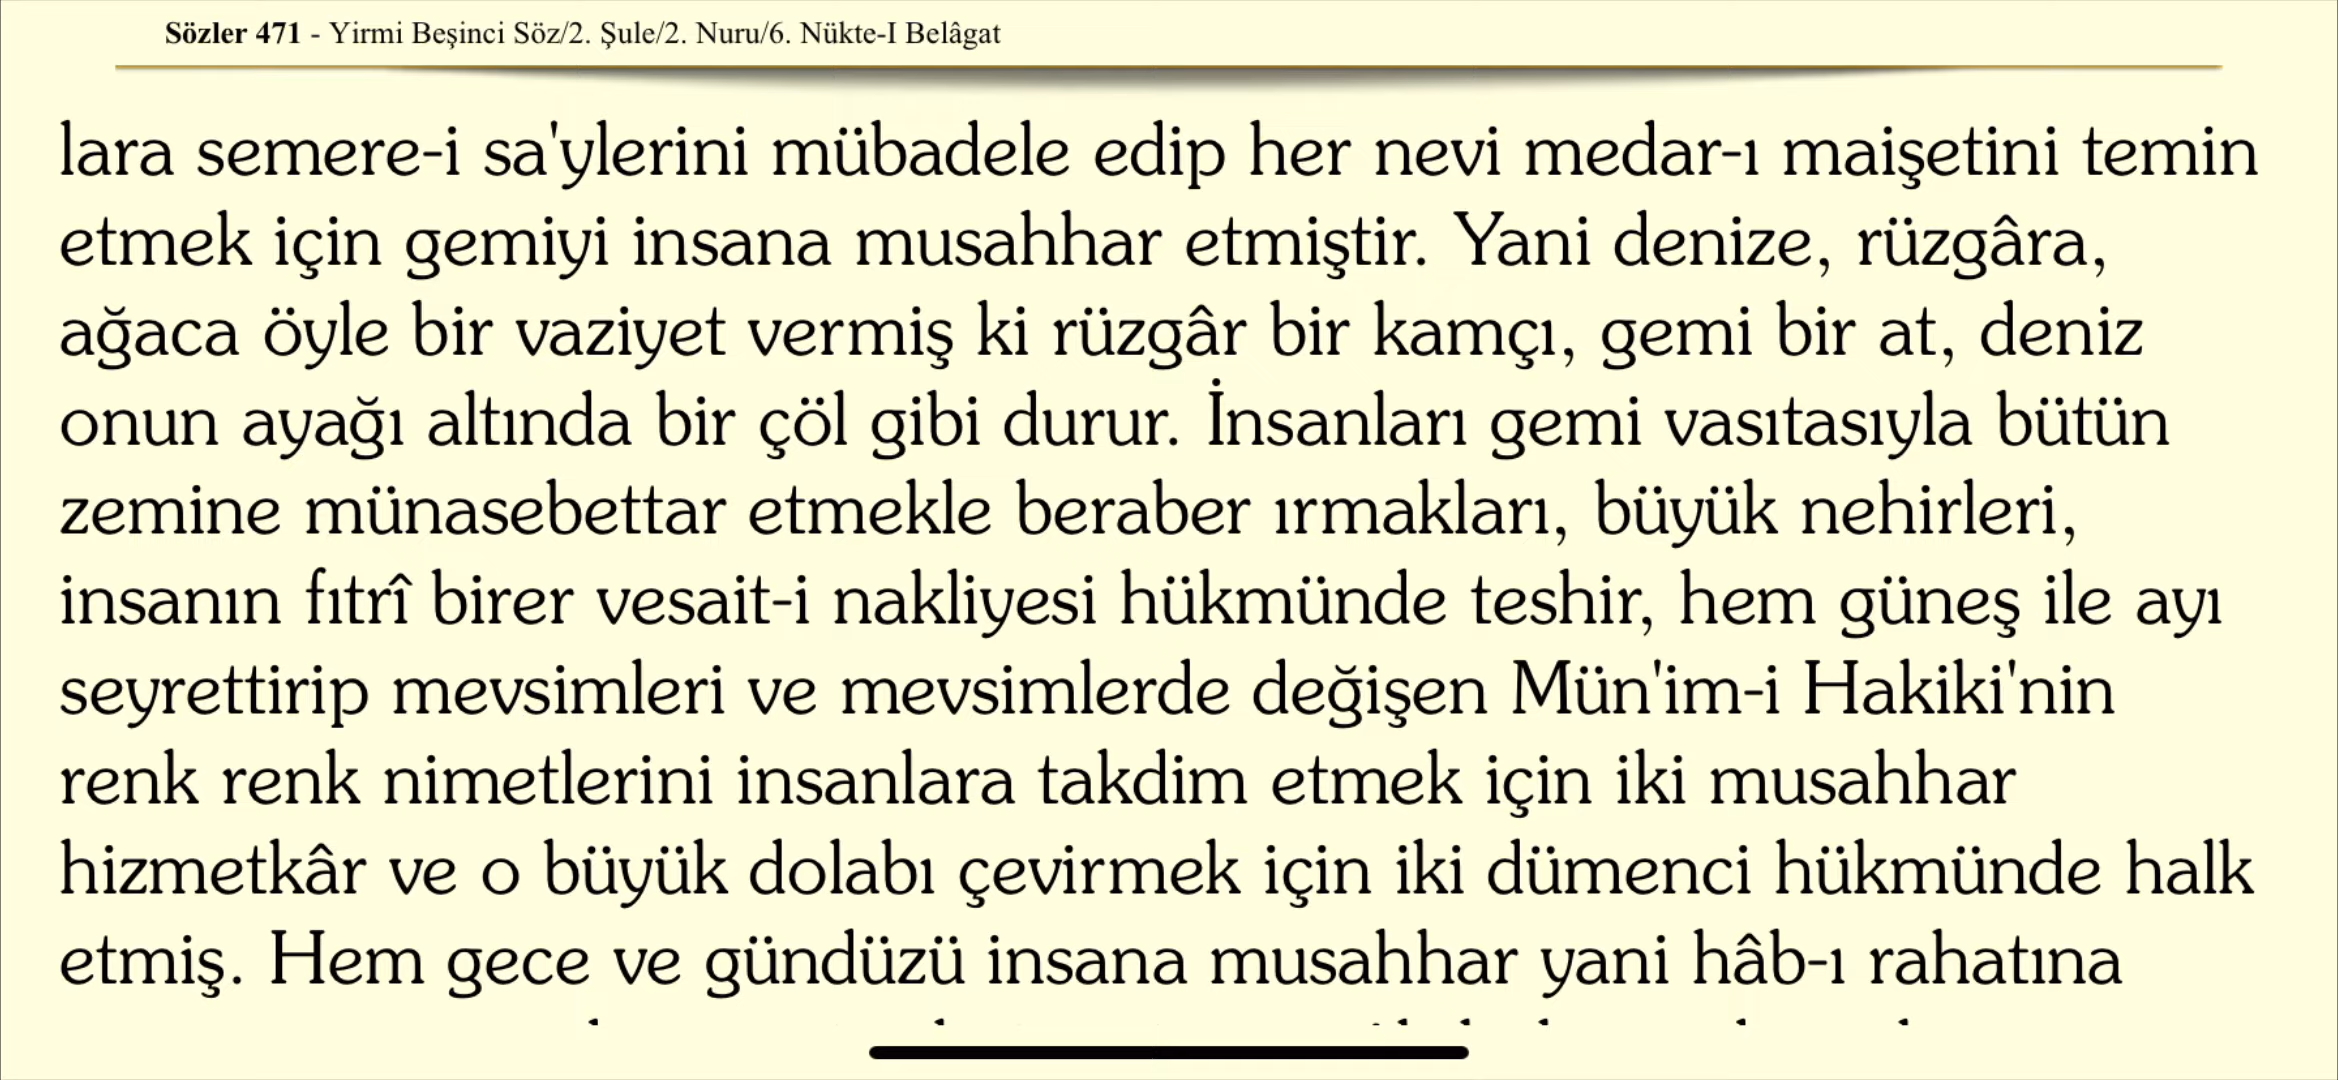 Sözler 471 - Yirmi Beşinci Söz/2. Şule/2. Nuru/6. Nükte-I Belâgat
lara semere-i sa'ylerini mübadele edip her nevi medar-ı maişetini temin
etmek için gemiyi insana musahhar etmiştir. Yani denize, rüzgâra,
ağaca öyle bir vaziyet vermiş ki rüzgâr bir kamçı, gemi bir at, deniz
onun ayağı altında bir çöl gibi durur. İnsanları gemi vasıtasıyla bütün
zemine münasebettar etmekle beraber ırmakları, büyük nehirleri,
insanın fıtrî birer vesait-i nakliyesi hükmünde teshir, hem güneş ile ayı
seyrettirip mevsimleri ve mevsimlerde değişen Mün'im-i Hakiki'nin
renk renk nimetlerini insanlara takdim etmek için iki musahhar
hizmetkâr ve o büyük dolabı çevirmek için iki dümenci hükmünde halk
etmiş. Hem gece ve gündüzü insana musahhar yani hâb-ı rahatına